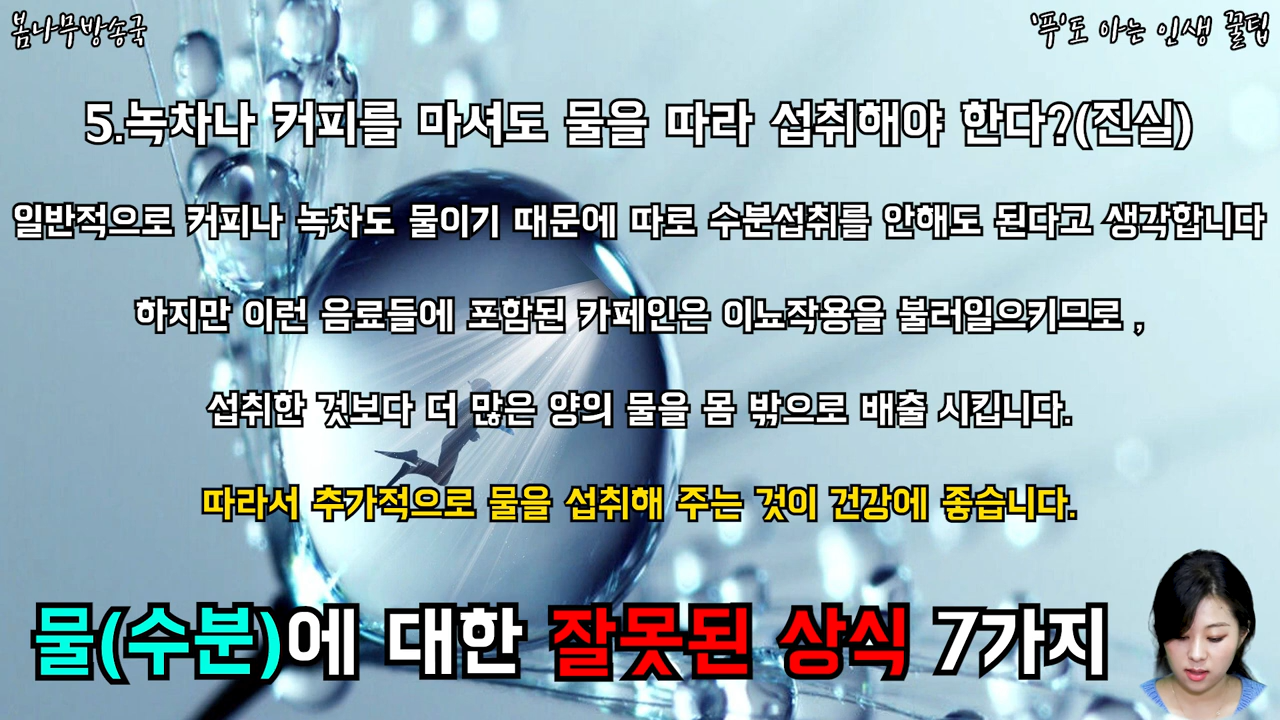 봄나무방송국
'푸'도 아는 인생 꿀팁
5.녹차나 커피를 마셔도 물을 따라 섭취해야 한다?(진실)
일반적으로 커피나 녹차도 물이기 때문에 따로 수분섭취를 안해도 된다고 생각합니다
하지만 이런 음료들에 포함된 카페인은 이뇨작용을 불러일으키므로 ,
섭취한 것보다 더 많은 양의 물을 몸 밖으로 배출 시킵니다.
따라서 추가적으로 물을 섭취해 주는 것이 건강에 좋습니다.
물(수분)에 대한 잘못된 상식 7가지